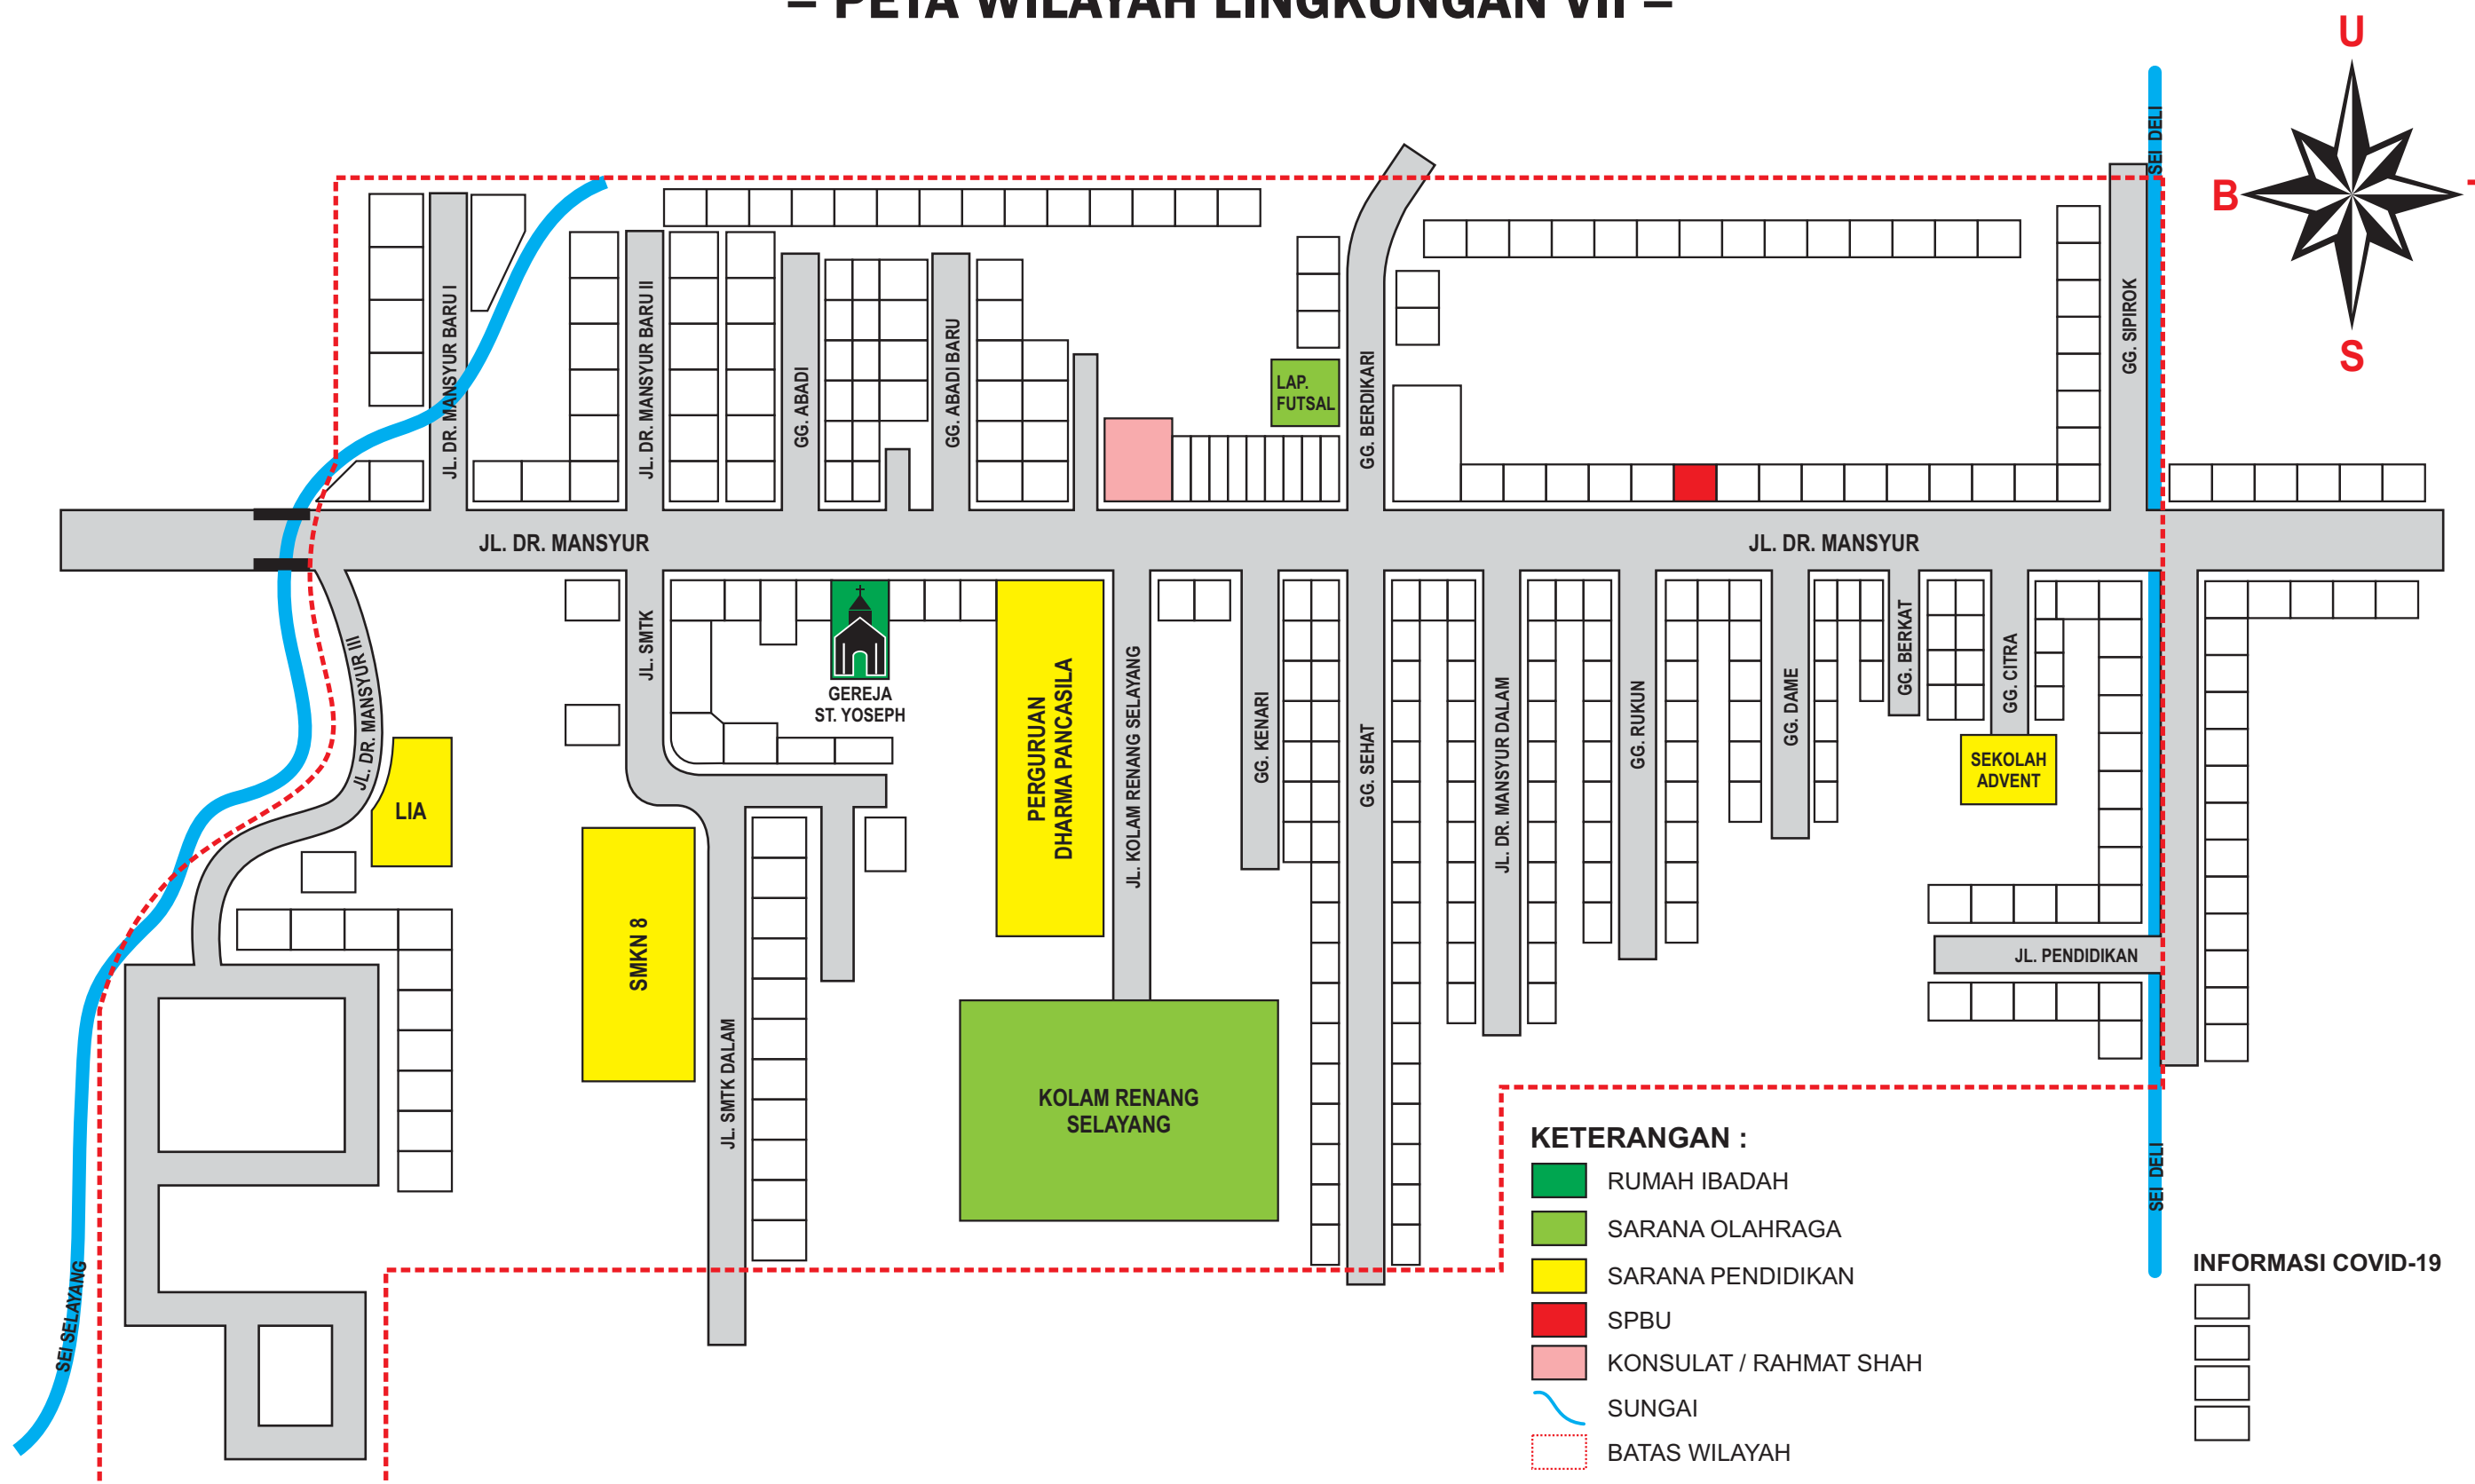 = PETA WILAYAH LINGKUNGAN VII =
U
B
S
SEI DELI
JL. DR. MANSYUR BARU I
JL. DR. MANSYUR BARU II
GG. ABADI
GG. ABADI BARU
LAP.
FUTSAL
GG. BERDIKARI
GG. SIPIROK
JL. DR. MANSYUR
JL. DR. MANSYUR
JL. DR. MANSYUR III
JL. SMTK
GEREJA
ST. YOSEPH
PERGURUAN
DHARMA PANCASILA
JL. KOLAM RENANG SELAYANG
GG. KENARI
GG. SEHAT
JL. DR. MANSYUR DALAM
GG. RUKUN
GG. DAME
GG. BERKAT
GG. CITRA
SEKOLAH
ADVENT
LIA
SMKN 8
JL. SMTK DALAM
JL. PENDIDIKAN
KOLAM RENANG
SELAYANG
SEI SELAYANG
SEI DELI
KETERANGAN :
RUMAH IBADAH
SARANA OLAHRAGA
SARANA PENDIDIKAN
SPBU
KONSULAT / RAHMAT SHAH
SUNGAI
BATAS WILAYAH
INFORMASI COVID-19